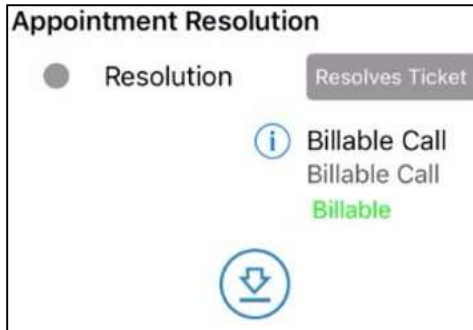 Appointment Resolution
Resolution
Resolves Ticket
i
Billable Call
Billable Call
Billable